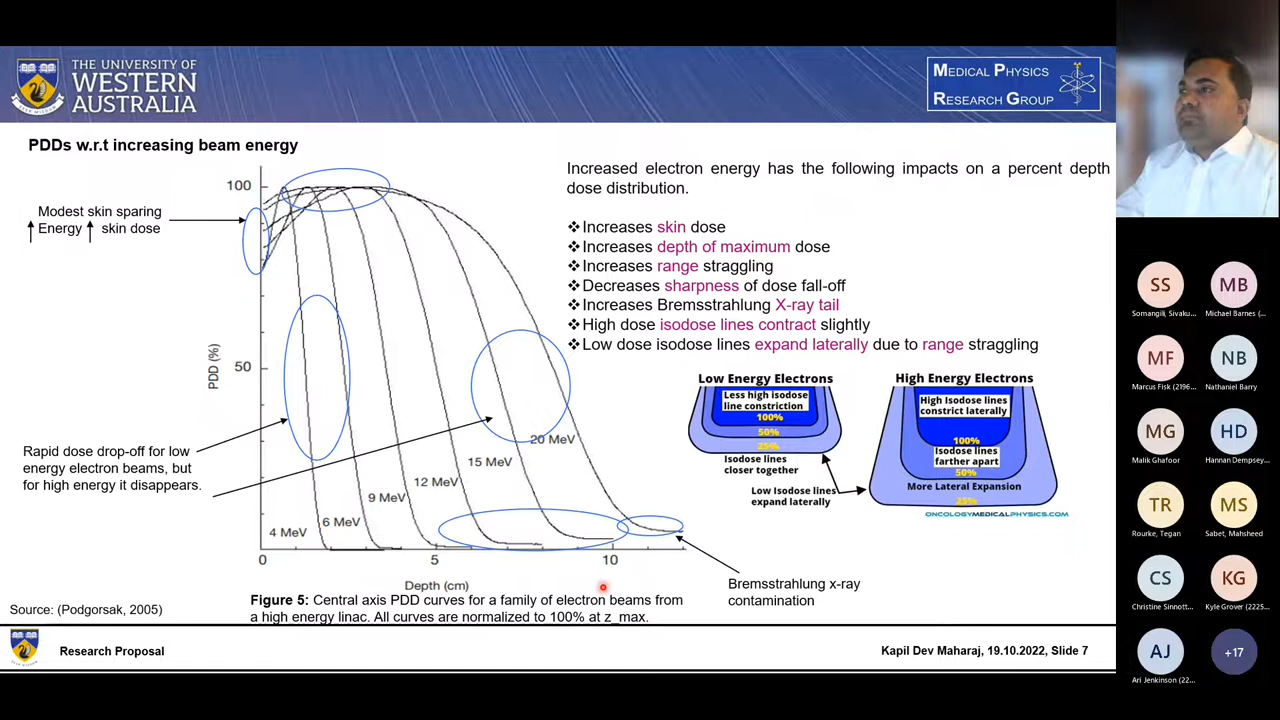 THE UNIVERSITY OF
WESTERN
AUSTRALIA
MEDICAL PHYSICS
RESEARCH GROUP
PDDs w.r.t increasing beam energy
Increased electron energy has the following impacts on a percent depth
dose distribution.
❖Increases skin dose
❖Increases depth of maximum dose
❖Increases range straggling
❖Decreases sharpness of dose fall-off
❖Increases Bremsstrahlung X-ray tail
❖High dose isodose lines contract slightly
❖Low dose isodose lines expand laterally due to range straggling
Modest skin sparing
Energy skin dose
Rapid dose drop-off for low
energy electron beams, but
for high energy it disappears.
100
50
PDD (%)
4 MeV
6 MeV
9 MeV
12 MeV
15 MeV
20 MeV
0
5
10
Depth (cm)
Low Energy Electrons
Less high isodose
line constriction
100%
50%
25%
Isodose lines
closer together
Low Isodose lines
expand laterally
High Energy Electrons
High Isodose lines
constrict laterally
100%
Isodose lines
farther apart
50%
More Lateral Expansion
25%
ONCOLOGYMEDICALPHYSICS.COM
Bremsstrahlung x-ray
contamination
Figure 5: Central axis PDD curves for a family of electron beams from
a high energy linac. All curves are normalized to 100% at z_max.
Source: (Podgorsak, 2005)
Research Proposal
Kapil Dev Maharaj, 19.10.2022, Slide 7
SS
Somangili, Sivaku...
MB
Michael Barnes (...
MF
Marcus Fisk (2196...
NB
Nathaniel Barry
MG
Malik Ghafoor
HD
Hannan Dempsey...
TR
Rourke, Tegan
MS
Sabet, Mahsheed
CS
Christine Sinnott...
KG
Kyle Grover (2225...
AJ
Ari Jenkinson (22...
+17